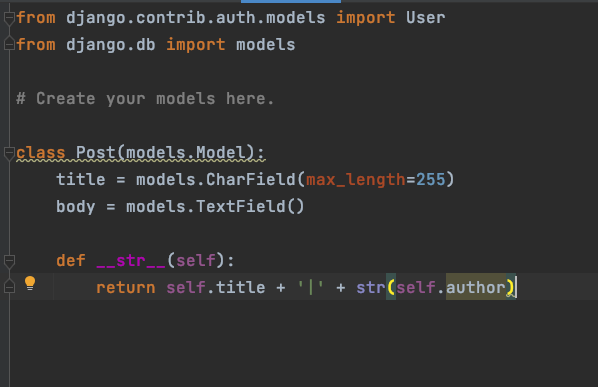 from django.contrib.auth.models import User
from django.db import models
# Create your models here.
class Post(models.Model):
    title = models.CharField(max_length=255)
    body = models.TextField()
    def __str__(self):
        return self.title + '|' + str(self.author)